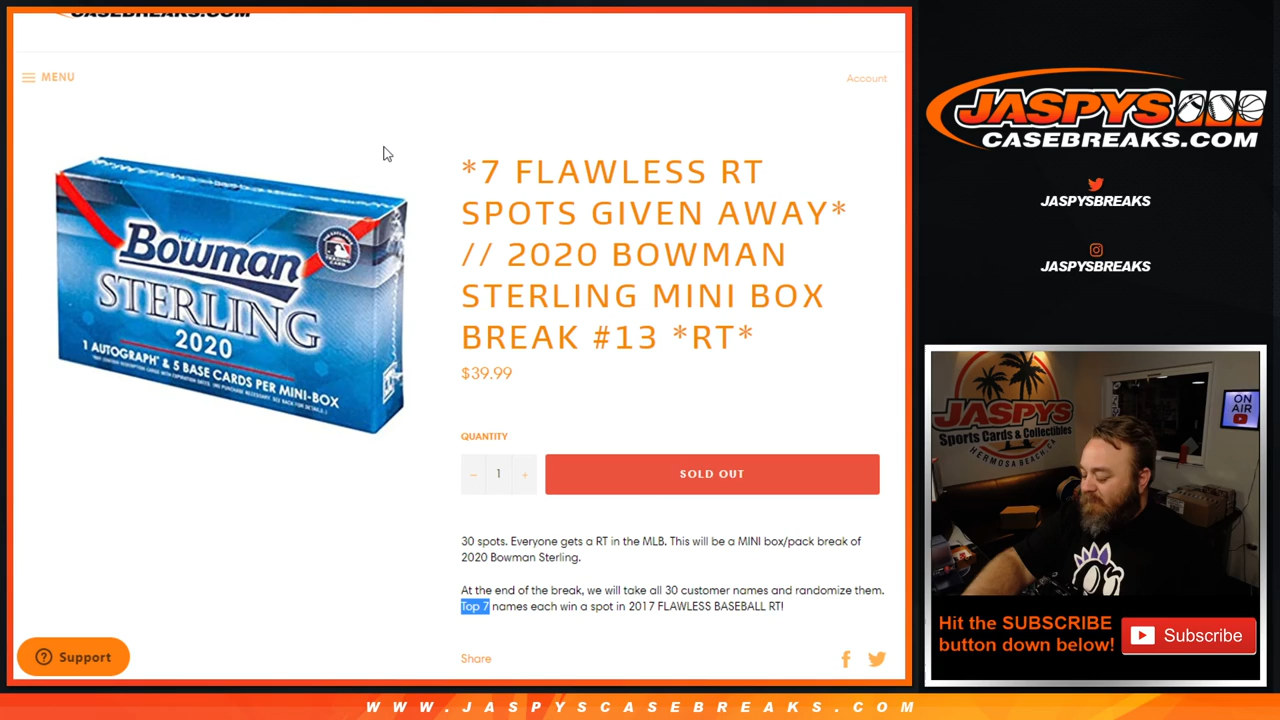 CASEBREAKS.COM
MENU
Account
Bowman
STERLING
2020
1 AUTOGRAPH* & 5 BASE CARDS PER MINI-BOX
*7 FLAWLESS RT
SPOTS GIVEN AWAY*
// 2020 BOWMAN
STERLING MINI BOX
BREAK #13 *RT*
$39.99
QUANTITY
− 1 +
SOLD OUT
30 spots. Everyone gets a RT in the MLB. This will be a MINI box/pack break of
2020 Bowman Sterling.
At the end of the break, we will take all 30 customer names and randomize them.
Top 7 names each win a spot in 2017 FLAWLESS BASEBALL RT!
Share
Support
JASPYS
CASEBREAKS.COM
JASPYSBREAKS
JASPYSBREAKS
JASPYS
Sports Cards & Collectibles
HERMOSA BEACH, CA
ON
AIR
Hit the SUBSCRIBE
button down below!
Subscribe
WWW.JASPYSCASEBREAKS.COM